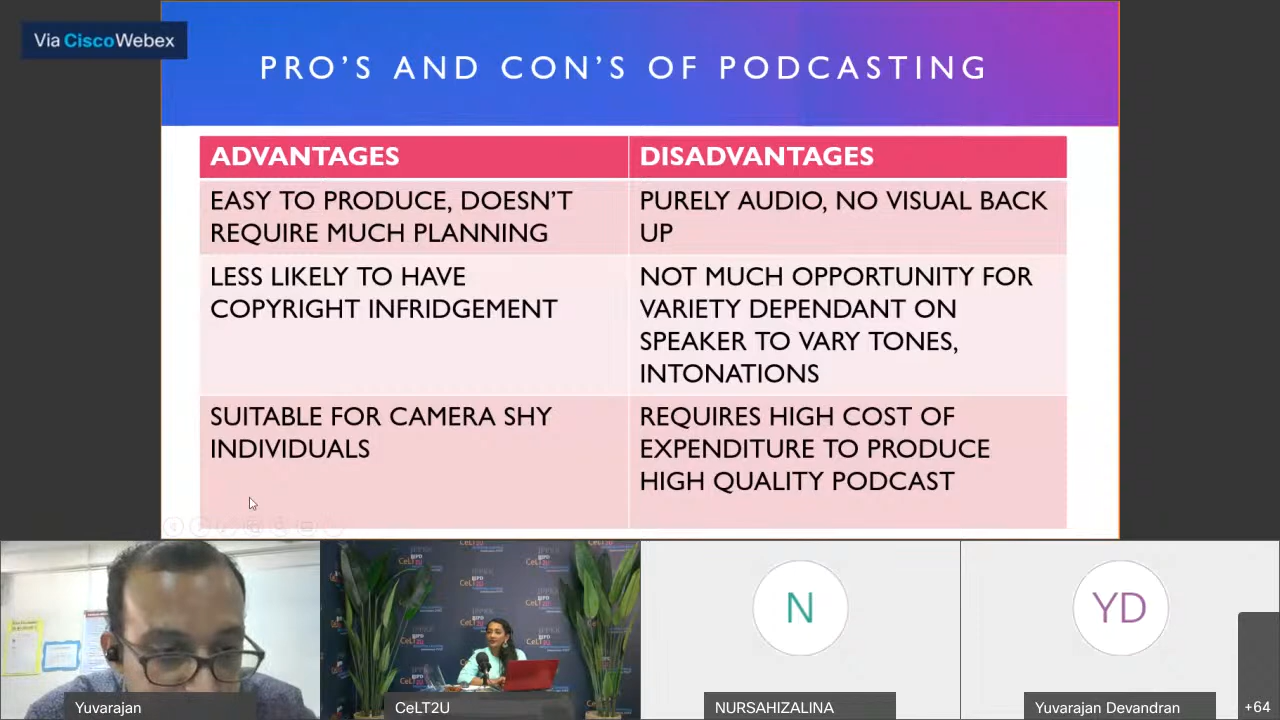 Via Cisco Webex
PRO'S AND CON'S OF PODCASTING
ADVANTAGES
DISADVANTAGES
EASY TO PRODUCE, DOESN'T
REQUIRE MUCH PLANNING
PURELY AUDIO, NO VISUAL BACK
UP
LESS LIKELY TO HAVE
COPYRIGHT INFRIDGEMENT
NOT MUCH OPPORTUNITY FOR
VARIETY DEPENDANT ON
SPEAKER TO VARY TONES,
INTONATIONS
SUITABLE FOR CAMERA SHY
INDIVIDUALS
REQUIRES HIGH COST OF
EXPENDITURE TO PRODUCE
HIGH QUALITY PODCAST
CeLT2U
N
YD
Yuvarajan
CeLT2U
NURSAHIZALINA
Yuvarajan Devandran
+64